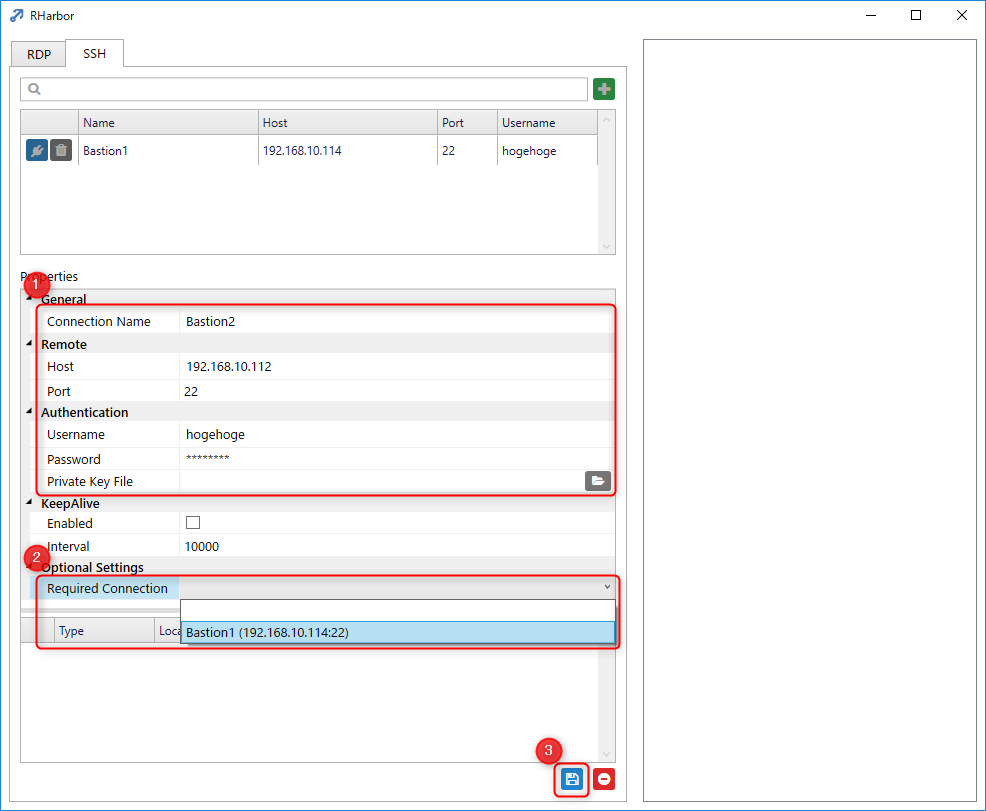 RHarbor
RDP SSH
Name Host Port Username
Bastion1 192.168.10.114 22 hogehoge
Properties
1
General
Connection Name Bastion2
Remote
Host 192.168.10.112
Port 22
Authentication
Username hogehoge
Password ********
Private Key File
KeepAlive
Enabled
Interval 10000
2
Optional Settings
Required Connection
Type Loca
Bastion1 (192.168.10.114:22)
3